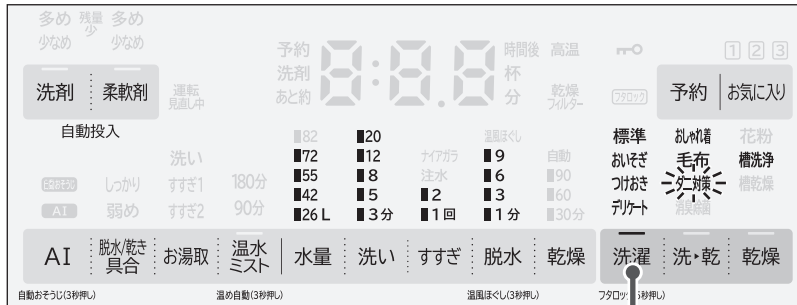 多め 残量少 多め
少なめ 少なめ
予約 8:8.8 時間後 高温
洗剤 杯
あと約 分 乾燥フィルター
1 2 3
洗剤 柔軟剤 運転見直し中 フタロック 予約 お気に入り
自動投入
82 20 温風ほぐし 標準 おしゃれ着 花粉
洗い 72 12 ナイアガラ 9 自動 おいそぎ 毛布 槽洗浄
自動おそうじ しっかり すすぎ1 180分 55 8 注水 6 90 つけおき ダニ対策 槽乾燥
AI 弱め すすぎ2 90分 42 5 2 3 60 デリケート 消臭除菌
26L 3分 1回 1分 30分
AI 脱水/乾き具合 お湯取 温水ミスト 水量 洗い すすぎ 脱水 乾燥 洗濯 洗・乾 乾燥
自動おそうじ(3秒押し) 温め自動(3秒押し) 温風ほぐし(3秒押し) フタロック 秒押し)